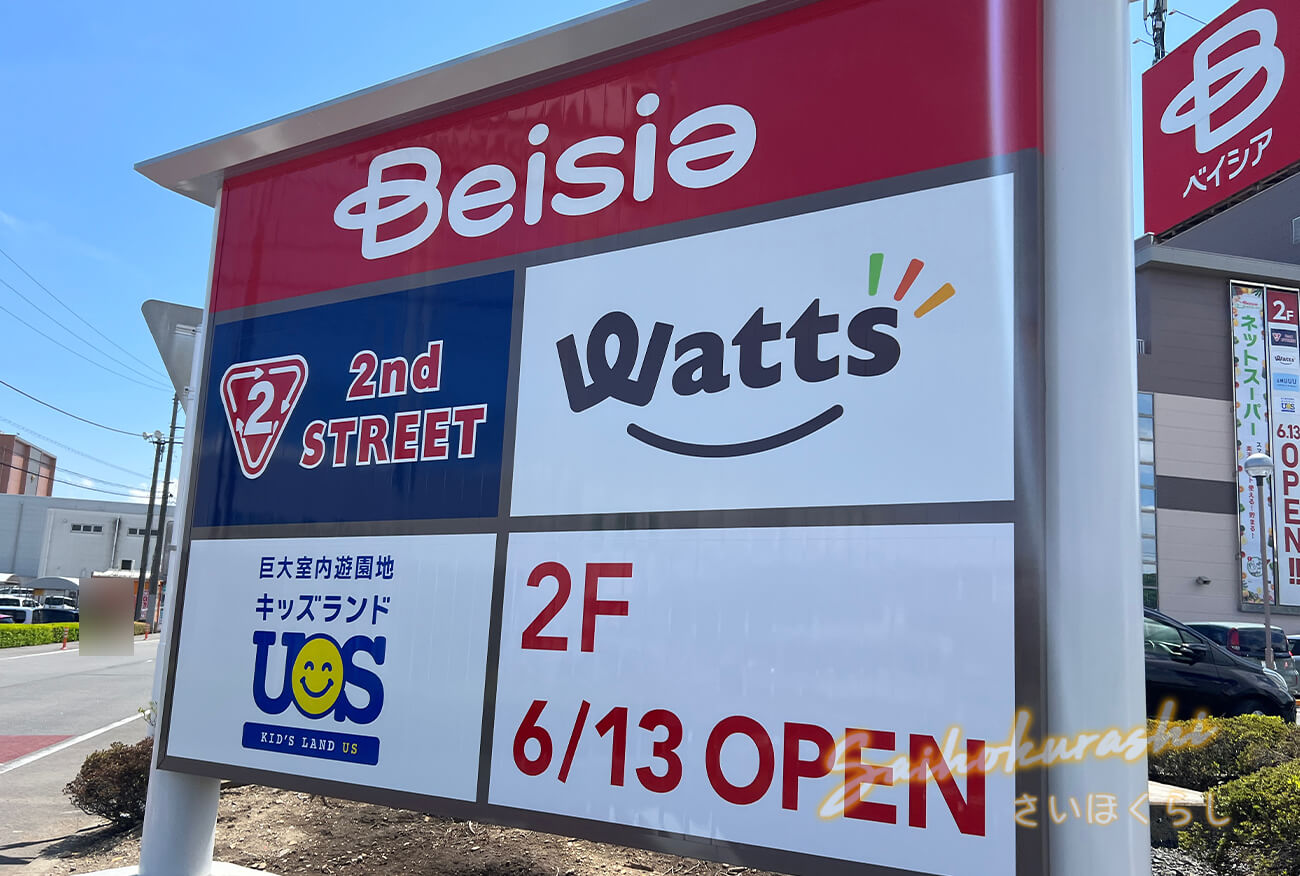 Beisia
2
2nd
STREET
Watts
巨大室内遊園地
キッズランド
US
KID'S LAND US
2F
6/13 OPEN
B
ベイシア
ネットスーパー
2F
Watts
6.13
OPEN!!
Saihokurashi
さいほくらし